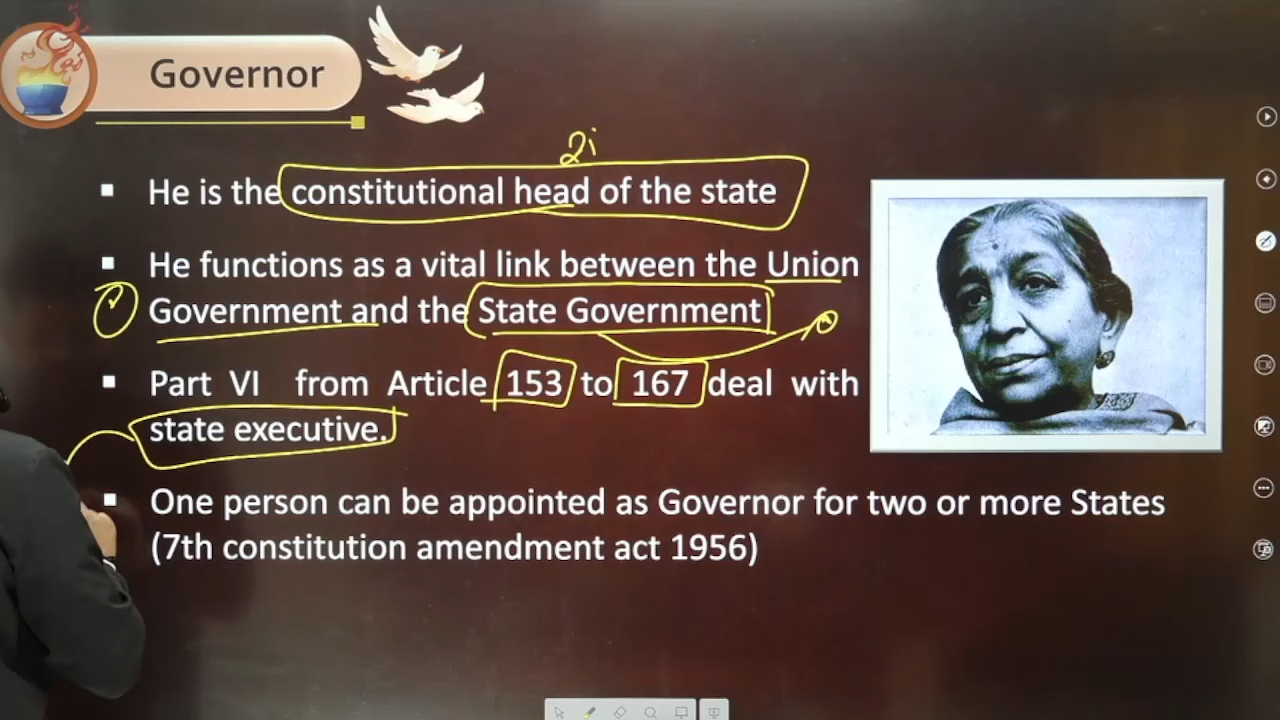 Governor
2i
He is the constitutional head of the state
He functions as a vital link between the Union
Government and the State Government
Part VI from Article 153 to 167 deal with
state executive.
One person can be appointed as Governor for two or more States
(7th constitution amendment act 1956)